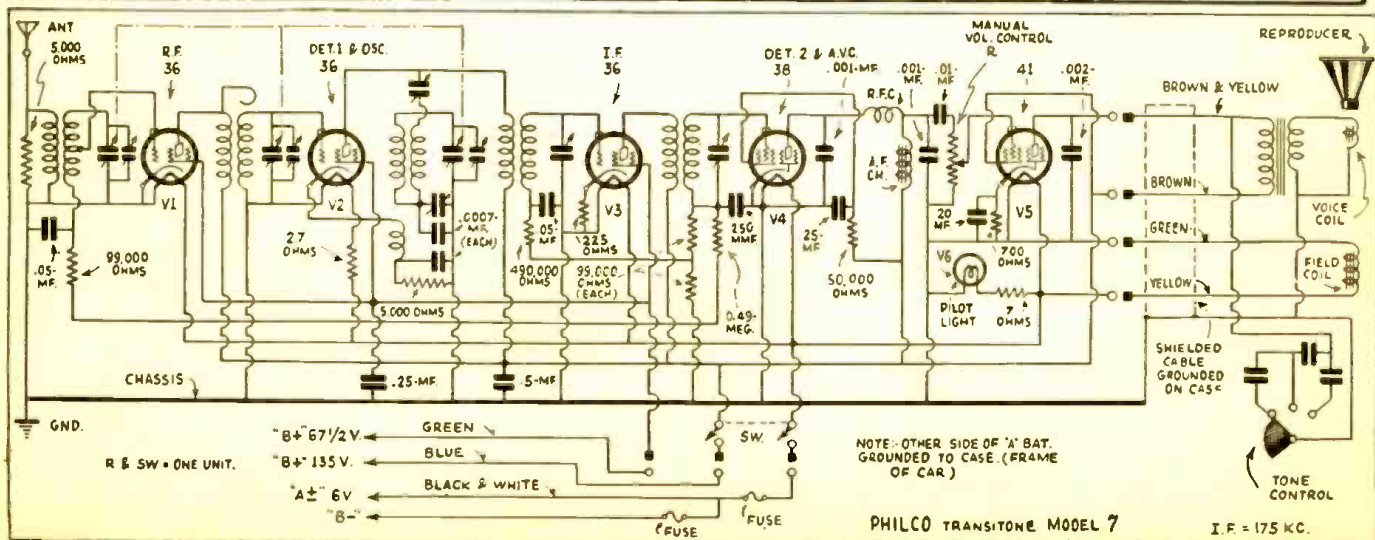 ANT
5,000
OHMS
R.F.
36
DET.1 & OSC.
36
I.F.
36
DET. 2 & A.V.C.
38
.001-MF.
R.F.C.
.001-
MF.
.01-
MF.
MANUAL
VOL. CONTROL
R
41
.002-
MF.
REPRODUCER
BROWN & YELLOW
A.F.
CH.
BROWN
VOICE
COIL
GREEN
FIELD
COIL
YELLOW
V1
V2
V3
V4
V5
V6
.05-
MF.
99,000
OHMS
2.7
OHMS
.0007-
MF.
(EACH)
5,000 OHMS
.05-
MF.
490,000
OHMS
225
OHMS
99,000
OHMS
(EACH)
250
MMF.
0.49-
MEG.
.25-
MF.
50,000
OHMS
20
MF.
700
OHMS
PILOT
LIGHT
7
OHMS
SHIELDED
CABLE
GROUNDED
ON CASE
CHASSIS
.25-MF.
.5-MF
GND.
"B+" 67 1/2 V.
GREEN
SW.
NOTE:-OTHER SIDE OF "A" BAT.
GROUNDED TO CASE. (FRAME
OF CAR.)
R & SW = ONE UNIT.
"B+" 135 V.
BLUE
"A±" 6V
BLACK & WHITE
"B-"
FUSE
FUSE
TONE
CONTROL
PHILCO TRANSITONE MODEL 7
I.F. = 175 KC.